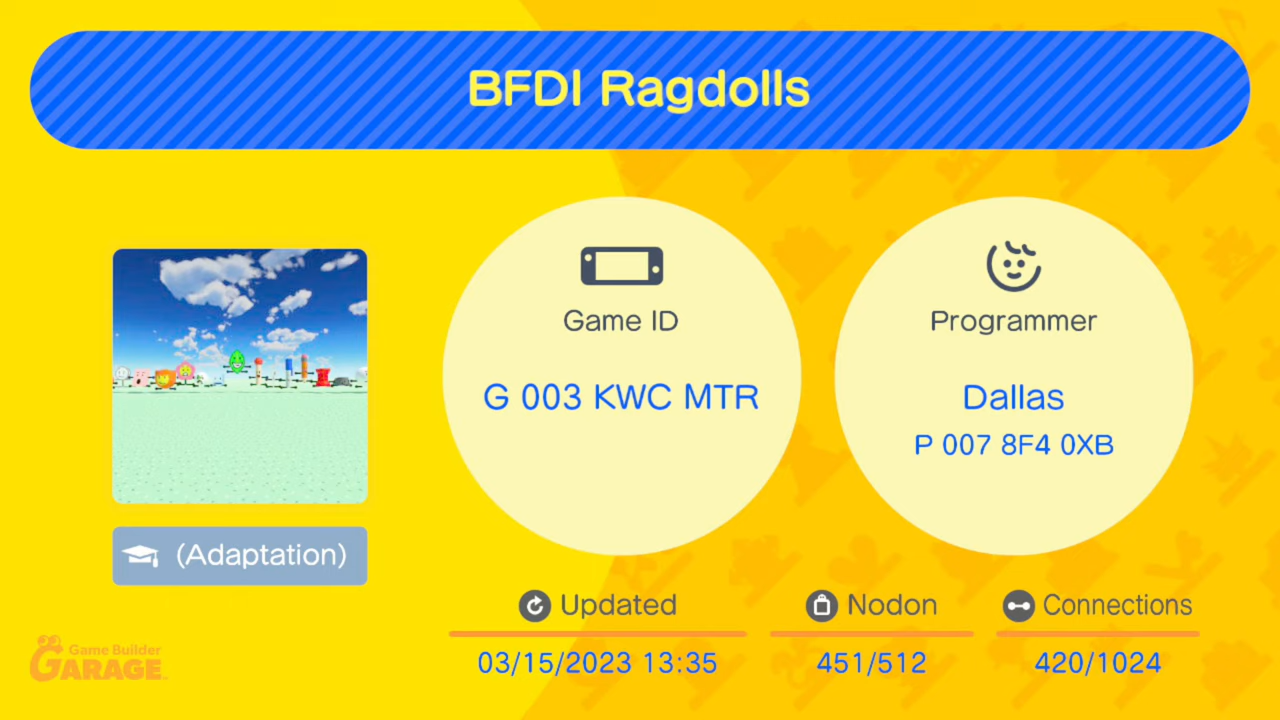 BFDI Ragdolls
Game ID
G 003 KWC MTR
Programmer
Dallas
P 007 8F4 0XB
(Adaptation)
Updated
03/15/2023 13:35
Nodon
451/512
Connections
420/1024
Game Builder
GARAGE